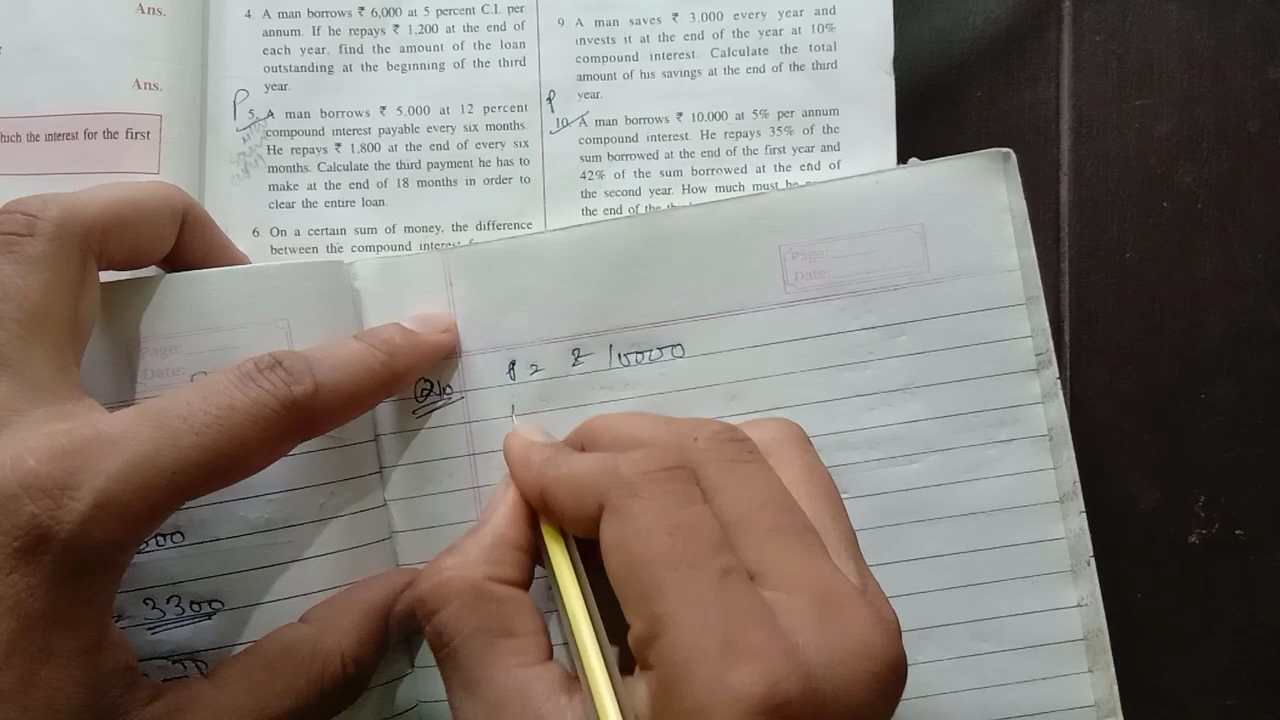 Ans.
Ans.
hich the interest for the first
4. A man borrows ₹ 6,000 at 5 percent C.I. per
annum. If he repays ₹ 1,200 at the end of
each year, find the amount of the loan
outstanding at the beginning of the third
year.
P
5. A man borrows ₹ 5,000 at 12 percent
compound interest payable every six months.
He repays ₹ 1,800 at the end of every six
months. Calculate the third payment he has to
make at the end of 18 months in order to
clear the entire loan.
6. On a certain sum of money, the difference
between the compound interest
9. A man saves ₹ 3,000 every year and
invests it at the end of the year at 10%
compound interest. Calculate the total
amount of his savings at the end of the third
year.
P
10. A man borrows ₹ 10,000 at 5% per annum
compound interest. He repays 35% of the
sum borrowed at the end of the first year and
42% of the sum borrowed at the end of
the second year. How much must he
the end of the
Page:
Date:
Page:
Date:
Q10 P = ₹ 10000
300
= 3300